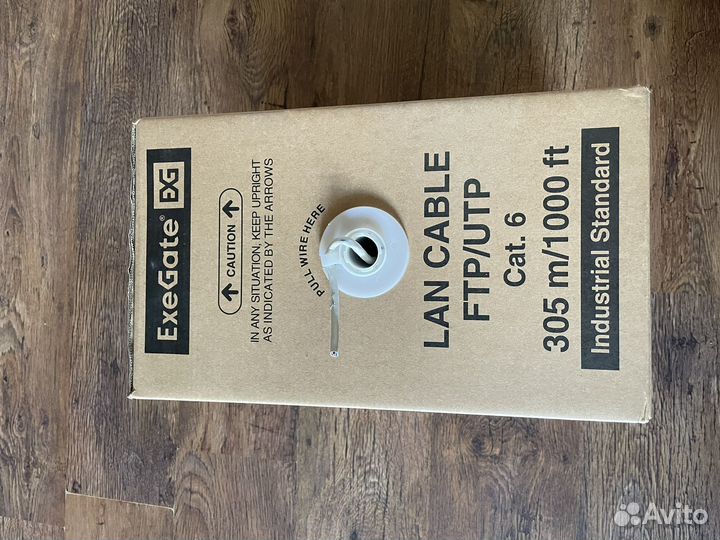 ExeGate® EXG
CAUTION
IN ANY SITUATION, KEEP UPRIGHT
AS INDICATED BY THE ARROWS
PULL WIRE HERE
LAN CABLE
FTP/UTP
Cat. 6
305 m/1000 ft
Industrial Standard
Avito